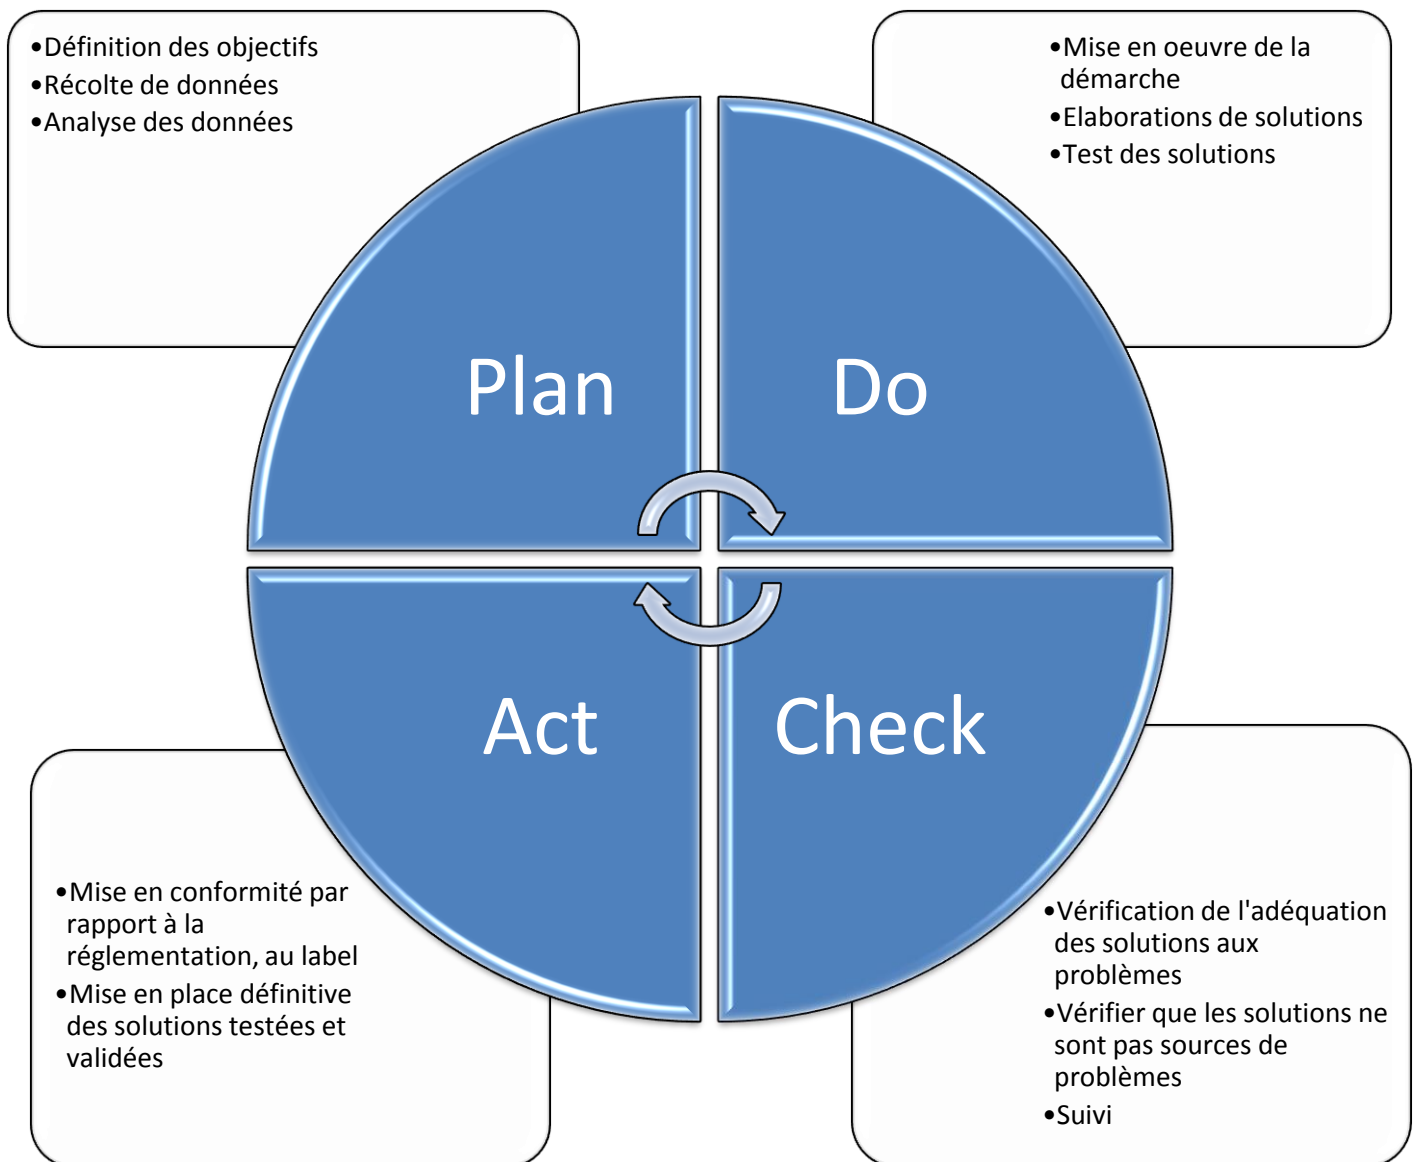 •Définition des objectifs
•Récolte de données
•Analyse des données
•Mise en oeuvre de la
démarche
•Elaborations de solutions
•Test des solutions
Plan
Do
Act
Check
•Mise en conformité par
rapport à la
réglementation, au label
•Mise en place définitive
des solutions testées et
validées
•Vérification de l'adéquation
des solutions aux
problèmes
•Vérifier que les solutions ne
sont pas sources de
problèmes
•Suivi